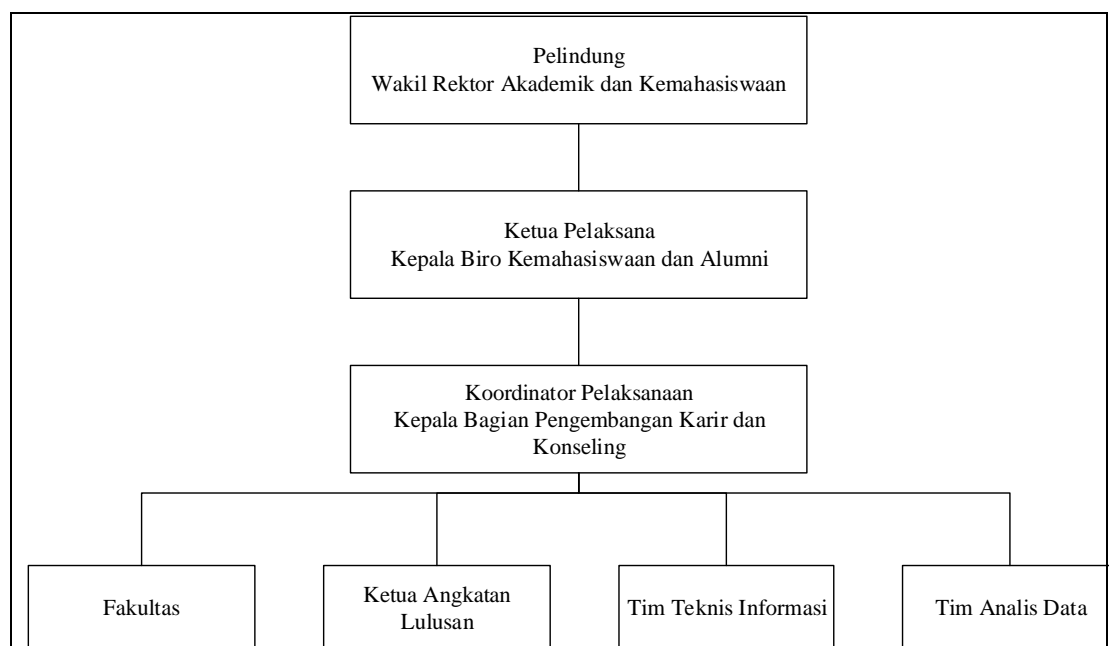 Pelindung
Wakil Rektor Akademik dan Kemahasiswaan
Ketua Pelaksana
Kepala Biro Kemahasiswaan dan Alumni
Koordinator Pelaksanaan
Kepala Bagian Pengembangan Karir dan
Konseling
Fakultas
Ketua Angkatan
Lulusan
Tim Teknis Informasi
Tim Analis Data